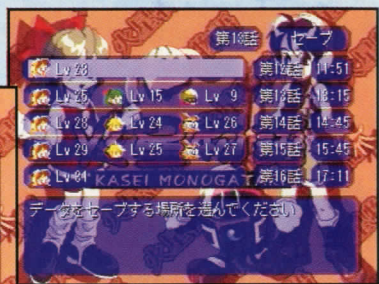 第13話 セーブ
Lv 23 第12話 11:51
Lv 25 Lv 15 Lv 9 第13話 13:15
Lv 28 Lv 24 Lv 26 第14話 14:45
Lv 29 Lv 25 Lv 27 第15話 15:45
Lv 31 第16話 17:11
KASEI MONOGATARI
データをセーブする場所を選んでください